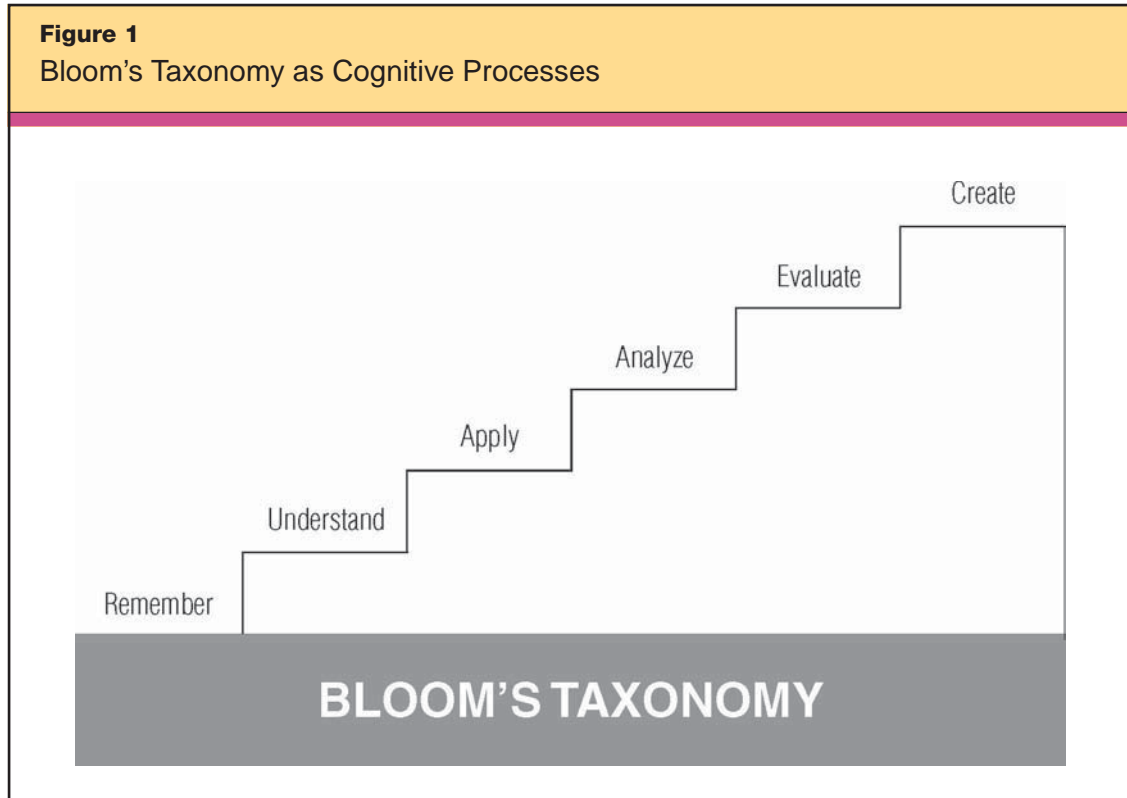 Figure 1
Bloom's Taxonomy as Cognitive Processes
Create
Evaluate
Analyze
Apply
Understand
Remember
BLOOM'S TAXONOMY